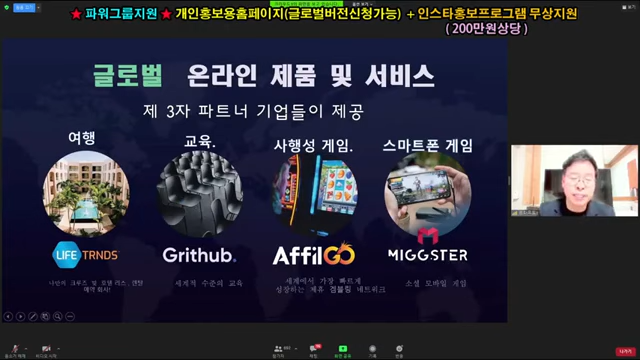 ★ 파워그룹지원 ★ 개인홍보용홈페이지(글로벌버전신청가능) + 인스타홍보프로그램 무상지원
( 200만원상당 )
글로벌 온라인 제품 및 서비스
제 3자 파트너 기업들이 제공
여행
교육.
사행성 게임.
스마트폰 게임
LIFE TRNDS
Grithub.
AffilGO
MIGGSTER
세계적 수준의 교육
세계에서 가장 빠르게
성장하는 제휴 겜블링 네트워크
소셜 모바일 게임
나가기